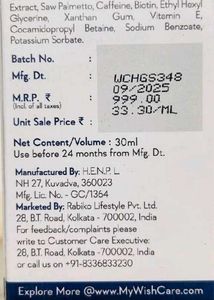 Extract, Saw Palmetto, Caffeine, Biotin, Ethyl Hexyl
Glycerine, Xanthan Gum, Vitamin E,
Cocamidopropyl Betaine, Sodium Benzoate,
Potassium Sorbate.
Batch No. :
Mfg. Dt. : WCHGS348
09/2025
M.R.P. ₹ : 999.00
(Incl. of all taxes)
33.30/ML
Unit Sale Price ₹ :
Net Content/Volume : 30ml
Use before 24 months from Mfg. Dt.
Manufactured By: H.E.N.P. L.
NH 27, Kuvadva, 360023
Mfg. Lic. No. - GC/1364
Marketed By: Rabiko Lifestyle Pvt. Ltd.
28, B.T. Road, Kolkata - 700002, India
For feedback/complaints please
write to Customer Care Executive:
28, B.T. Road, Kolkata - 700002, India
or call us on +91-8336833230
Explore More @www.MyWishCare.com